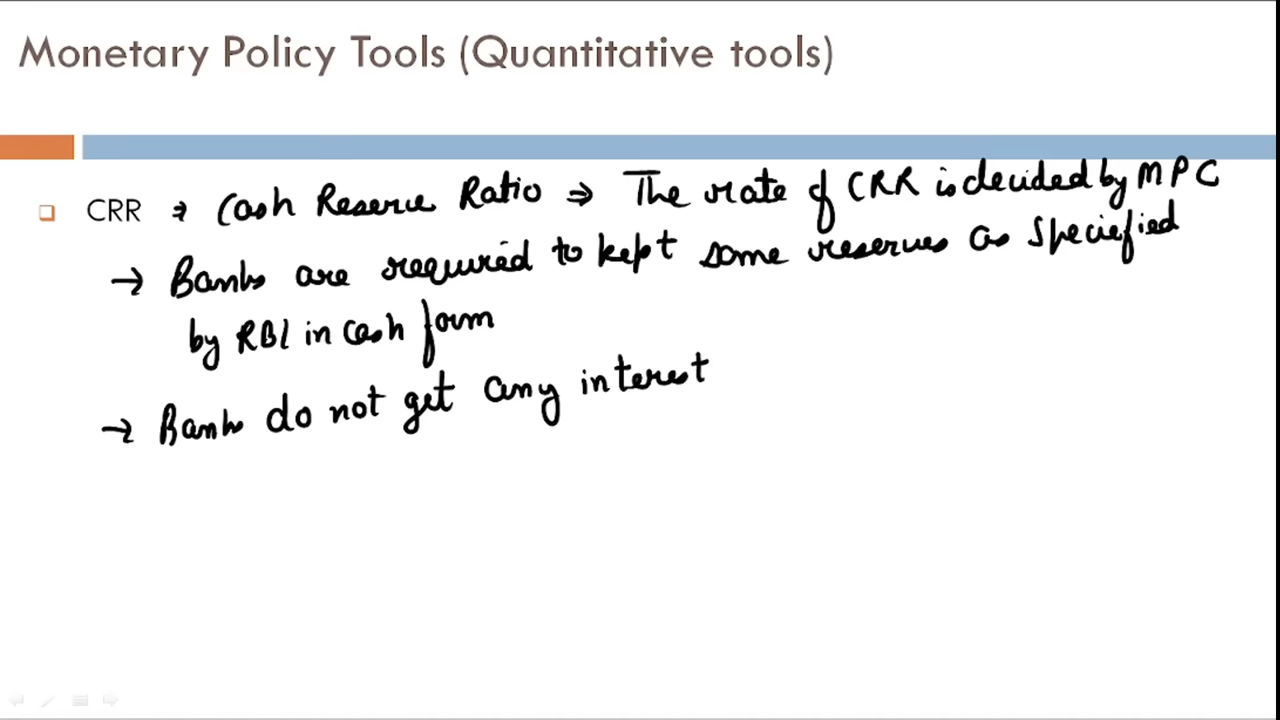 Monetary Policy Tools (Quantitative tools)
CRR → Cash Reserve Ratio ⇒ The rate of CRR is decided by MPC
→ Banks are required to kept some reserves as speciefied
by RBI in cash form
→ Banks do not get any interest